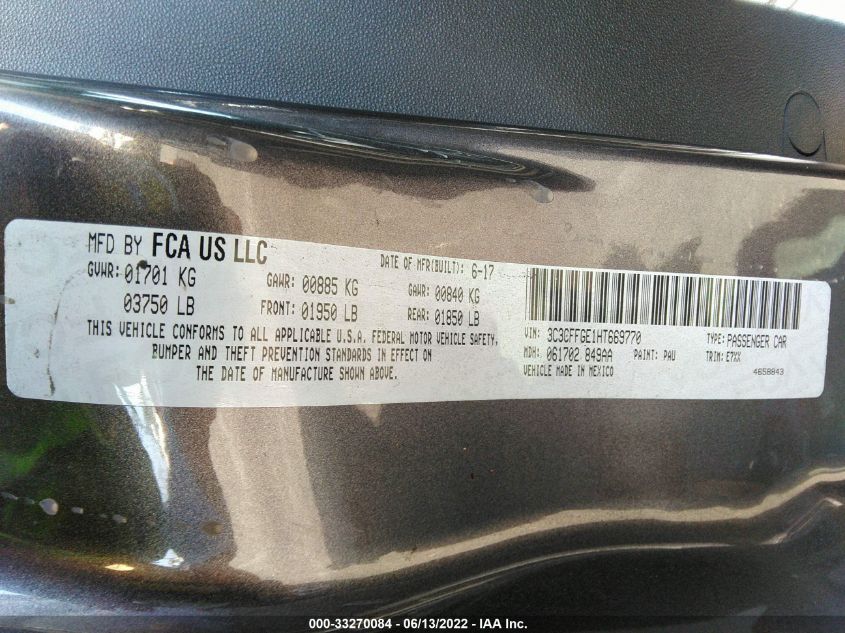 MFD BY FCA US LLC
DATE OF MFR(BUILT): 6-17
GVWR: 01701 KG
GAWR: 00885 KG
GAWR: 00840 KG
03750 LB
FRONT: 01950 LB
REAR: 01850 LB
THIS VEHICLE CONFORMS TO ALL APPLICABLE U.S.A. FEDERAL MOTOR VEHICLE SAFETY,
BUMPER AND THEFT PREVENTION STANDARDS IN EFFECT ON
THE DATE OF MANUFACTURE SHOWN ABOVE.
VIN: 3C3CFFGE1HT669770
TYPE: PASSENGER CAR
MDH: 061702 849AA
PAINT: PAU
TRIM: E7XX
VEHICLE MADE IN MEXICO
4658843
000-33270084 - 06/13/2022 - IAA Inc.